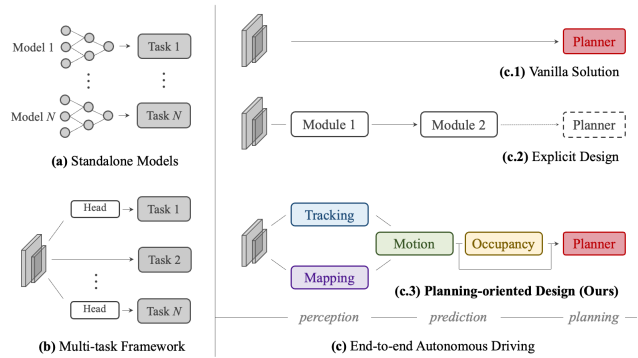 Model 1
Task 1
Model N
Task N
(a) Standalone Models
Head
Task 1
Task 2
Head
Task N
(b) Multi-task Framework
Planner
(c.1) Vanilla Solution
Module 1
Module 2
Planner
(c.2) Explicit Design
Tracking
Motion
Occupancy
Planner
Mapping
(c.3) Planning-oriented Design (Ours)
perception
prediction
planning
(c) End-to-end Autonomous Driving